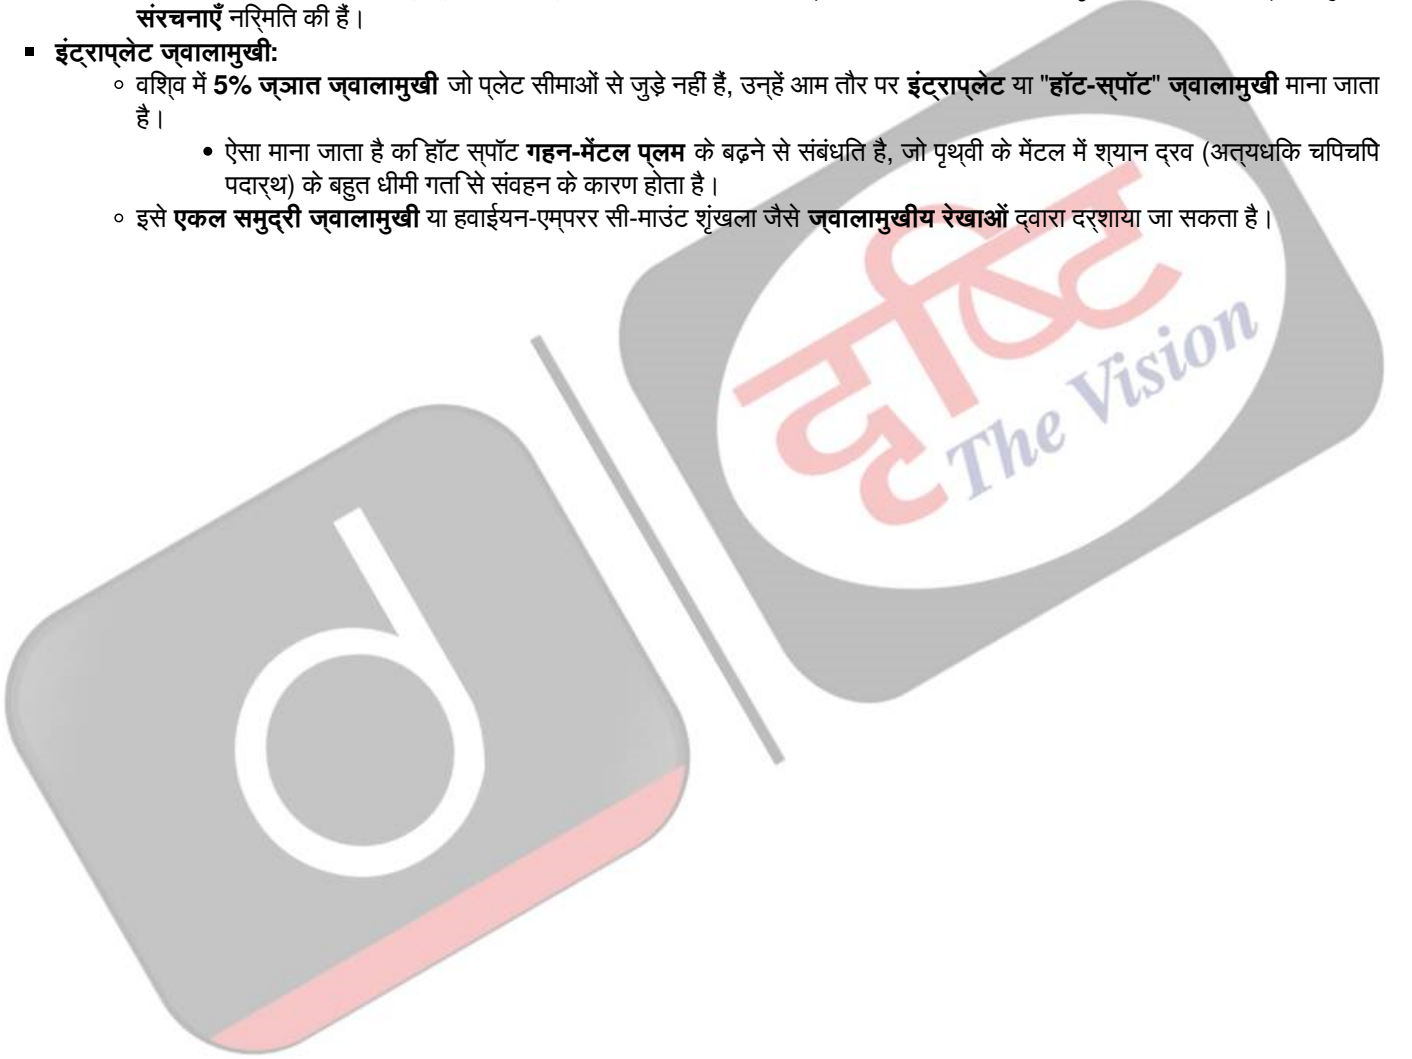 संरचनाएँ निर्मित की हैं।
▪ इंट्राप्लेट ज्वालामुखी:
○ विश्व में 5% ज्ञात ज्वालामुखी जो प्लेट सीमाओं से जुड़े नहीं हैं, उन्हें आम तौर पर इंट्राप्लेट या "हॉट-स्पॉट" ज्वालामुखी माना जाता
है।
• ऐसा माना जाता है कि हॉट स्पॉट गहन-मेंटल प्लम के बढ़ने से संबंधित है, जो पृथ्वी के मेंटल में श्यान द्रव (अत्यधिक चिपचिपे
पदार्थ) के बहुत धीमी गति से संवहन के कारण होता है।
○ इसे एकल समुद्री ज्वालामुखी या हवाईयन-एम्परर सी-माउंट शृंखला जैसे ज्वालामुखीय रेखाओं द्वारा दर्शाया जा सकता है।
दृष्टि
The Vision
d